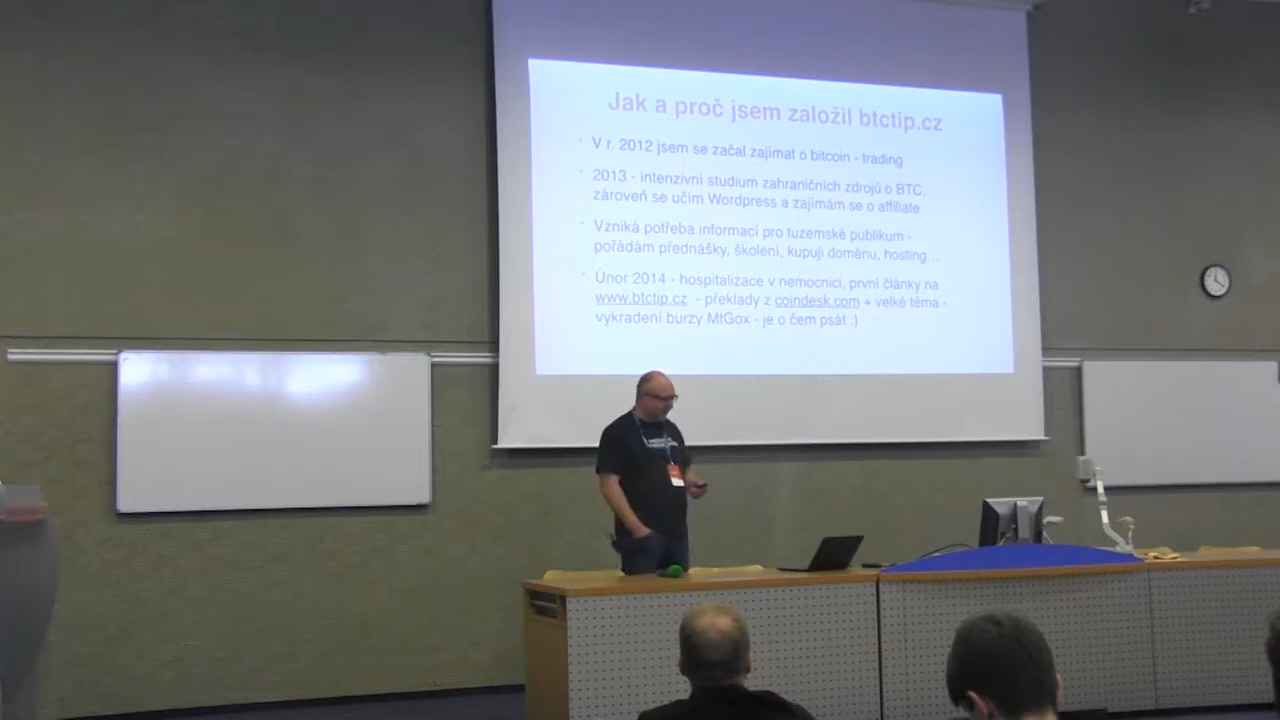 Jak a proč jsem založil btctip.cz
V r. 2012 jsem se začal zajímat o bitcoin - trading
2013 - intenzivní studium zahraničních zdrojů o BTC,
zároveň se učím Wordpress a zajímám se o affiliate
Vzniká potřeba informací pro tuzemské publikum -
pořádám přednášky, školení, kupuji doménu, hosting...
Únor 2014 - hospitalizace v nemocnici, první články na
www.btctip.cz - překlady z coindesk.com + velké téma -
vykradení burzy MtGox - je o čem psát :)